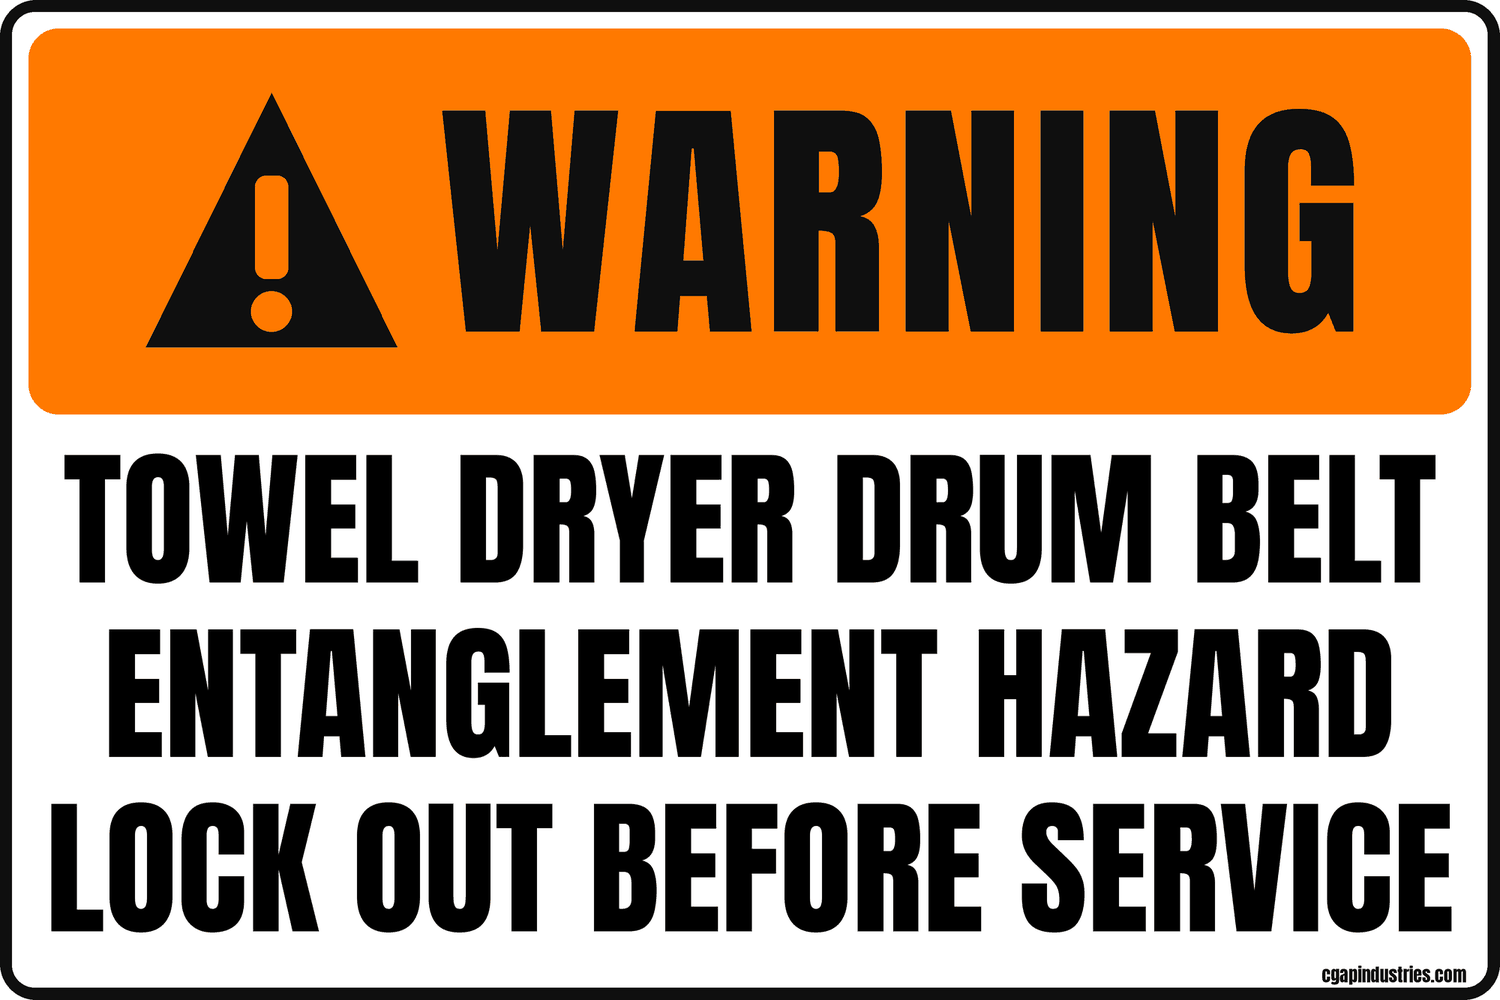 WARNING
TOWEL DRYER DRUM BELT
ENTANGLEMENT HAZARD
LOCK OUT BEFORE SERVICE
cgapindustries.com